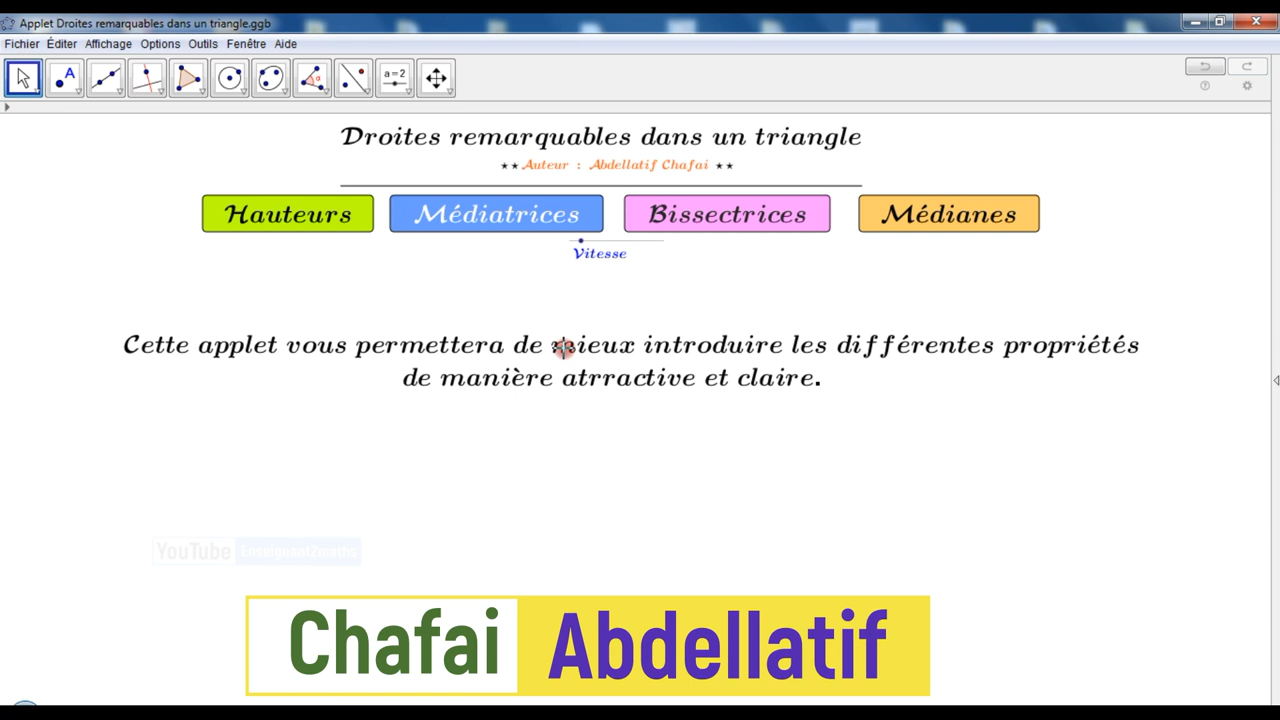 Applet Droites remarquables dans un triangle.ggb
Fichier Éditer Affichage Options Outils Fenêtre Aide
A
α
a = 2
Droites remarquables dans un triangle
★★ Auteur : Abdellatif Chafai ★★
Hauteurs Médiatrices Bissectrices Médianes
Vitesse
Cette applet vous permettera de mieux introduire les différentes propriétés
de manière atrractive et claire.
YouTube Enseignant2maths
Chafai Abdellatif